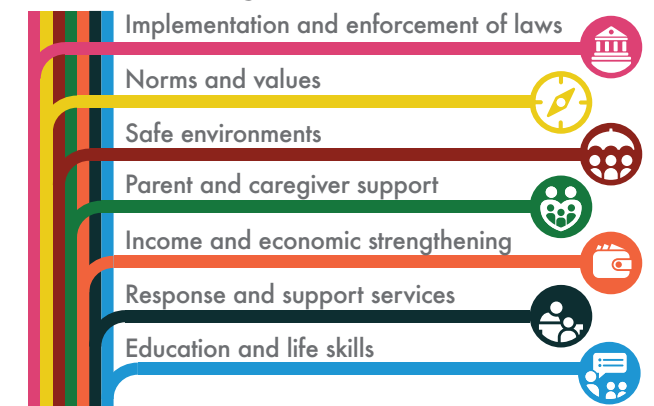 Implementation and enforcement of laws
Norms and values
Safe environments
Parent and caregiver support
Income and economic strengthening
Response and support services
Education and life skills